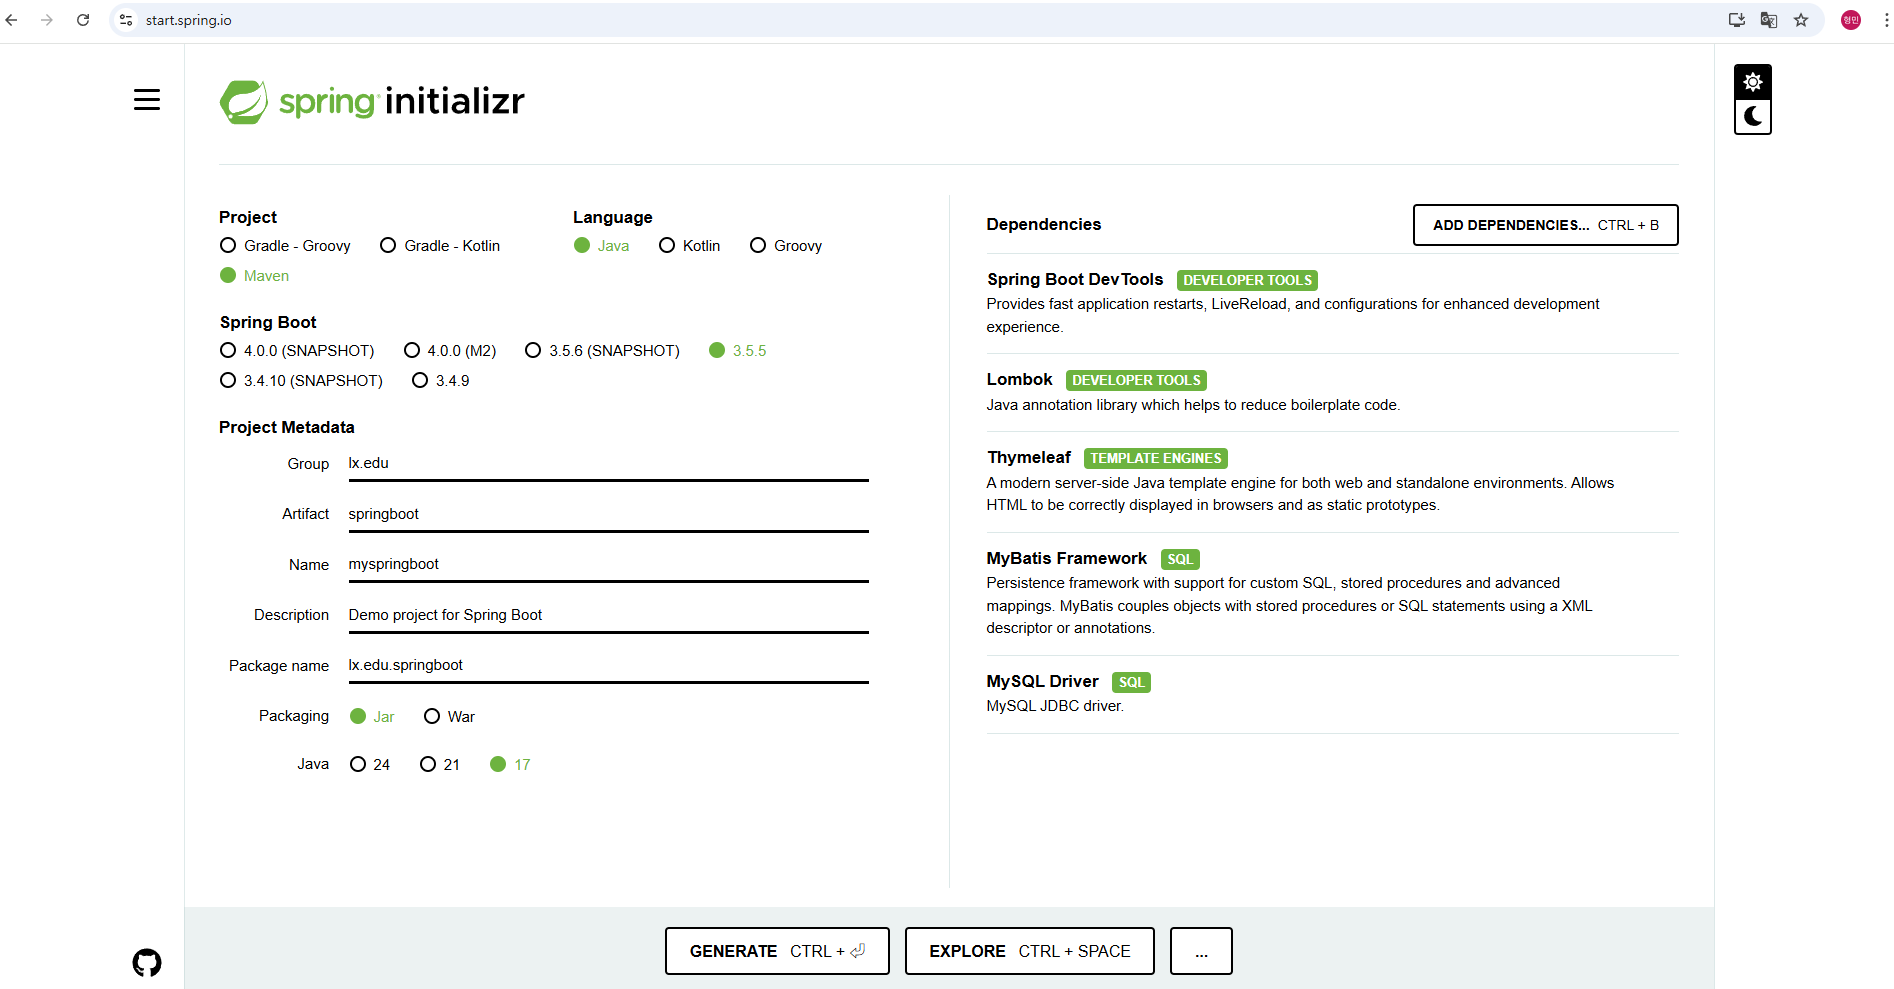 start.spring.io
형민
spring initializr
Project
Gradle - Groovy Gradle - Kotlin
Maven
Language
Java Kotlin Groovy
Spring Boot
4.0.0 (SNAPSHOT) 4.0.0 (M2) 3.5.6 (SNAPSHOT) 3.5.5
3.4.10 (SNAPSHOT) 3.4.9
Project Metadata
Group lx.edu
Artifact springboot
Name myspringboot
Description Demo project for Spring Boot
Package name lx.edu.springboot
Packaging Jar War
Java 24 21 17
Dependencies
ADD DEPENDENCIES... CTRL + B
Spring Boot DevTools DEVELOPER TOOLS
Provides fast application restarts, LiveReload, and configurations for enhanced development
experience.
Lombok DEVELOPER TOOLS
Java annotation library which helps to reduce boilerplate code.
Thymeleaf TEMPLATE ENGINES
A modern server-side Java template engine for both web and standalone environments. Allows
HTML to be correctly displayed in browsers and as static prototypes.
MyBatis Framework SQL
Persistence framework with support for custom SQL, stored procedures and advanced
mappings. MyBatis couples objects with stored procedures or SQL statements using a XML
descriptor or annotations.
MySQL Driver SQL
MySQL JDBC driver.
GENERATE CTRL + ⏎
EXPLORE CTRL + SPACE
...